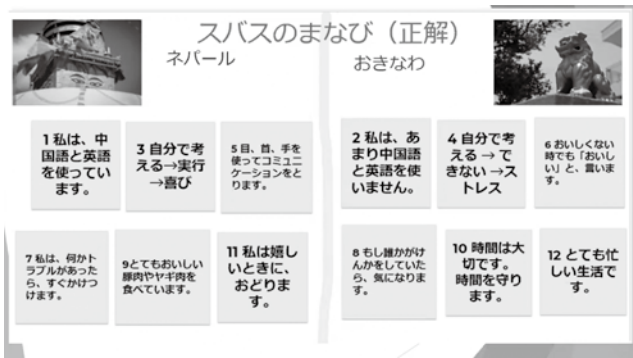 スバスのまなび（正解）
ネパール
おきなわ
1 私は、中
国語と英語
を使ってい
ます。
3 自分で考
える→実行
→喜び
5 目、首、手を
使ってコミュニ
ケーションをと
ります。
2 私は、あ
まり中国語
と英語を使
いません。
4 自分で考
える → で
きない →ス
トレス
6 おいしくない
時でも「おいし
い」と、言いま
す。
7 私は、何かト
ラブルがあった
ら、すぐかけつ
けます。
9とてもおいしい
豚肉やヤギ肉を
食べています。
11 私は嬉し
いときに、
おどりま
す。
8 もし誰かがけ
んかをしていた
ら、気になりま
す。
10 時間は大
切です。
時間を守り
ます。
12 とても忙
しい生活で
す。